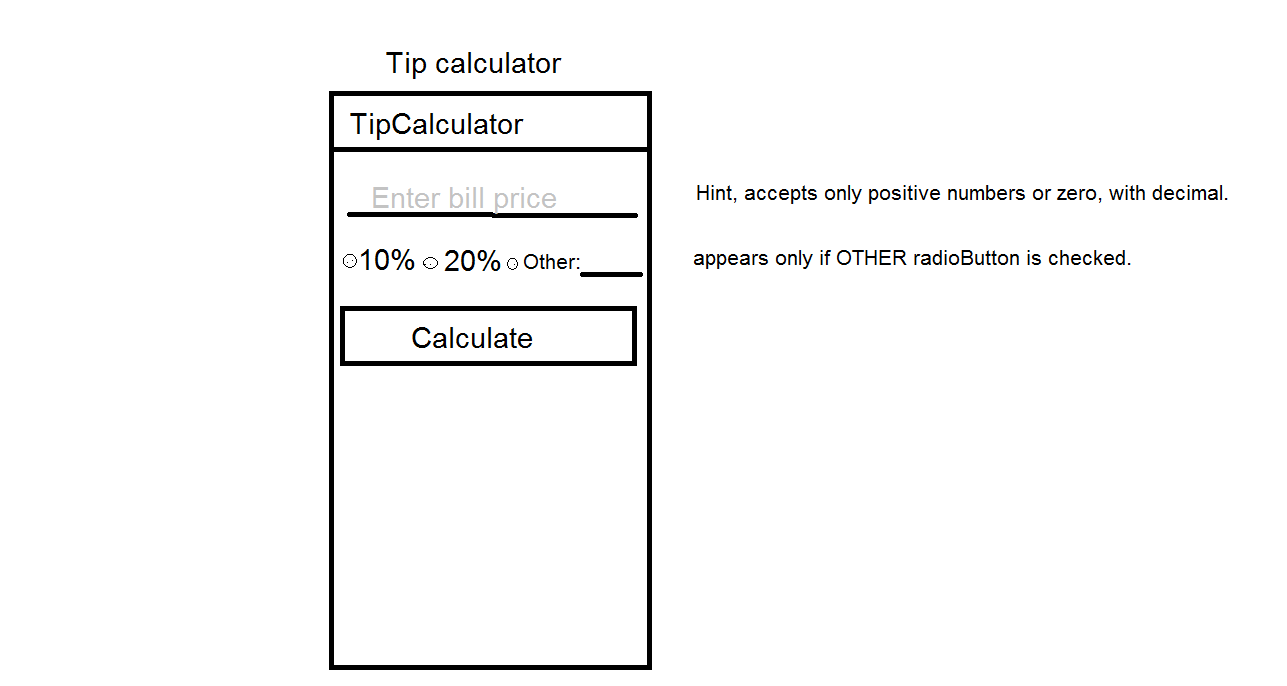 Tip calculator
TipCalculator
Enter bill price
Hint, accepts only positive numbers or zero, with decimal.
10% 20% Other:
appears only if OTHER radioButton is checked.
Calculate